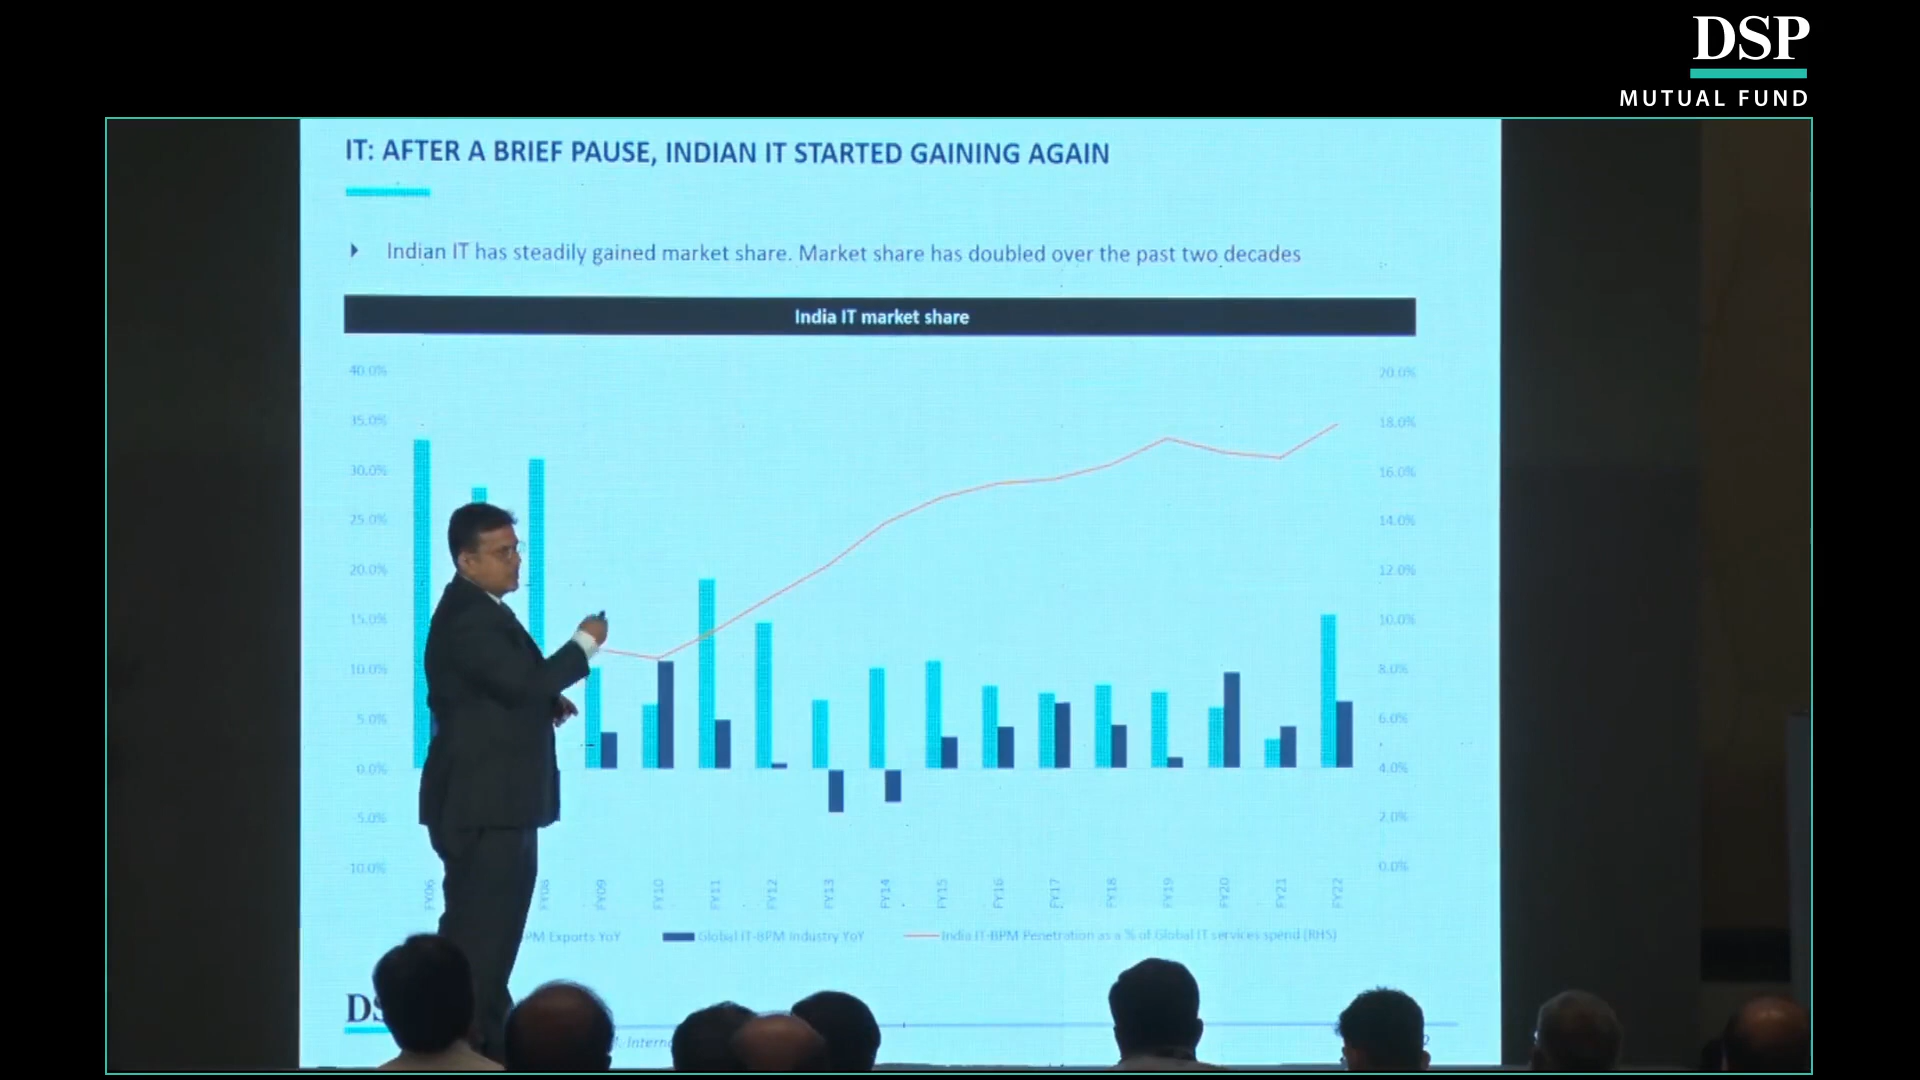 DSP
MUTUAL FUND
IT: AFTER A BRIEF PAUSE, INDIAN IT STARTED GAINING AGAIN
Indian IT has steadily gained market share. Market share has doubled over the past two decades
India IT market share
40.0% 20.0%
35.0% 18.0%
30.0% 16.0%
25.0% 14.0%
20.0% 12.0%
15.0% 10.0%
10.0% 8.0%
5.0% 6.0%
0.0% 4.0%
-5.0% 2.0%
-10.0% 0.0%
FY06 FY08 FY09 FY10 FY11 FY12 FY13 FY14 FY15 FY16 FY17 FY18 FY19 FY20 FY21 FY22
PM Exports YoY Global IT-BPM Industry YoY India IT-BPM Penetration as a % of Global IT services spend (RHS)
DS